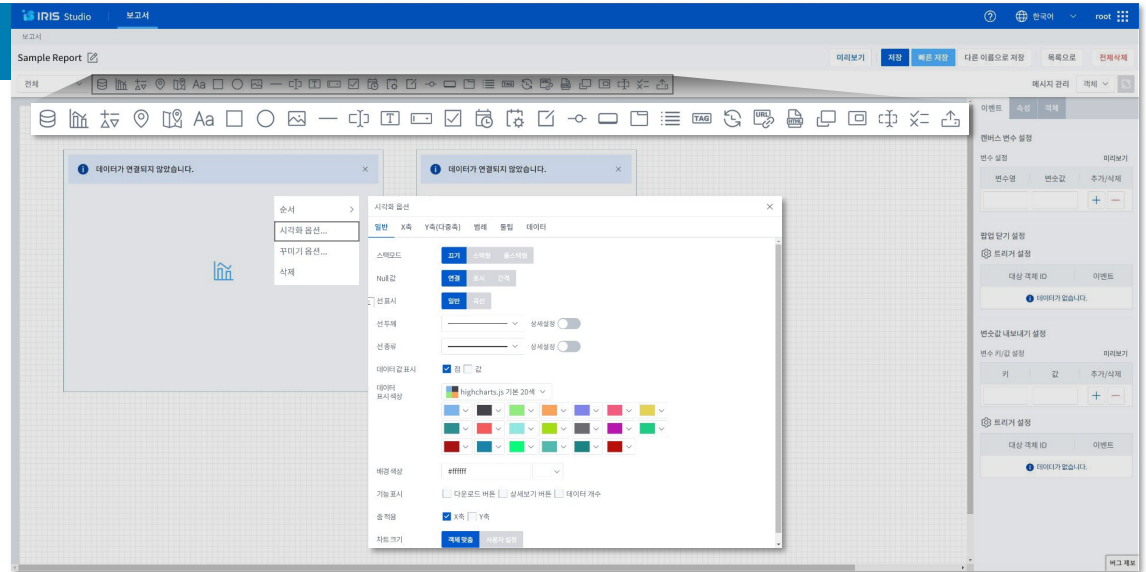 IRIS Studio 보고서 한국어 root
보고서
Sample Report 미리보기 저장 빠른 저장 다른 이름으로 저장 목록으로 전체삭제
전체 Aa T TAG URL HTML 메시지 관리 객체
Aa T TAG URL HTML
이벤트 속성 객체
캔버스 변수 설정
변수 설정 미리보기
변수명 변숫값 추가/삭제
팝업 닫기 설정
트리거 설정
대상 객체 ID 이벤트
데이터가 없습니다.
변숫값 내보내기 설정
변수 키/값 설정 미리보기
키 값 추가/삭제
트리거 설정
대상 객체 ID 이벤트
데이터가 없습니다.
데이터가 연결되지 않았습니다.
데이터가 연결되지 않았습니다.
순서
시각화 옵션...
꾸미기 옵션...
삭제
시각화 옵션
일반 X축 Y축(다중축) 범례 툴팁 데이터
스택모드 끄기 스택형 풀스택형
Null 값 연결 표시 간격
선 표시 일반 곡선
선 두께 상세설정
선 종류 상세설정
데이터 값 표시 점 값
데이터
표시 색상 highcharts.js 기본 20색
배경 색상 #ffffff
기능 표시 다운로드 버튼 상세보기 버튼 데이터 개수
줌 적용 X축 Y축
차트 크기 객체 맞춤 사용자 설정
버그 제보